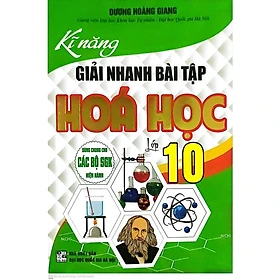 DƯƠNG HOÀNG GIANG
Giảng viên Đại học Khoa học Tự nhiên - Đại học Quốc gia Hà Nội
Kĩ năng
GIẢI NHANH BÀI TẬP
HOÁ HỌC
Lớp 10
DÙNG CHUNG CHO
CÁC BỘ SGK
HIỆN HÀNH
NHÀ XUẤT BẢN
ĐẠI HỌC QUỐC GIA HÀ NỘI